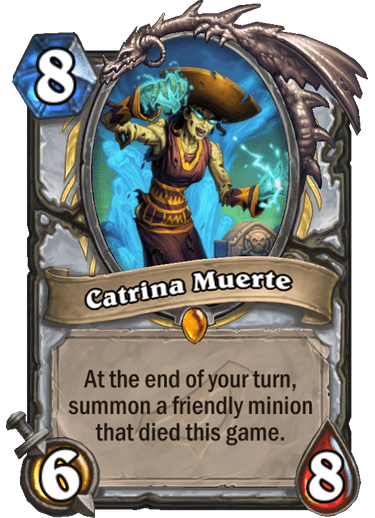 8
Catrina Muerte
At the end of your turn,
summon a friendly minion
that died this game.
6
8